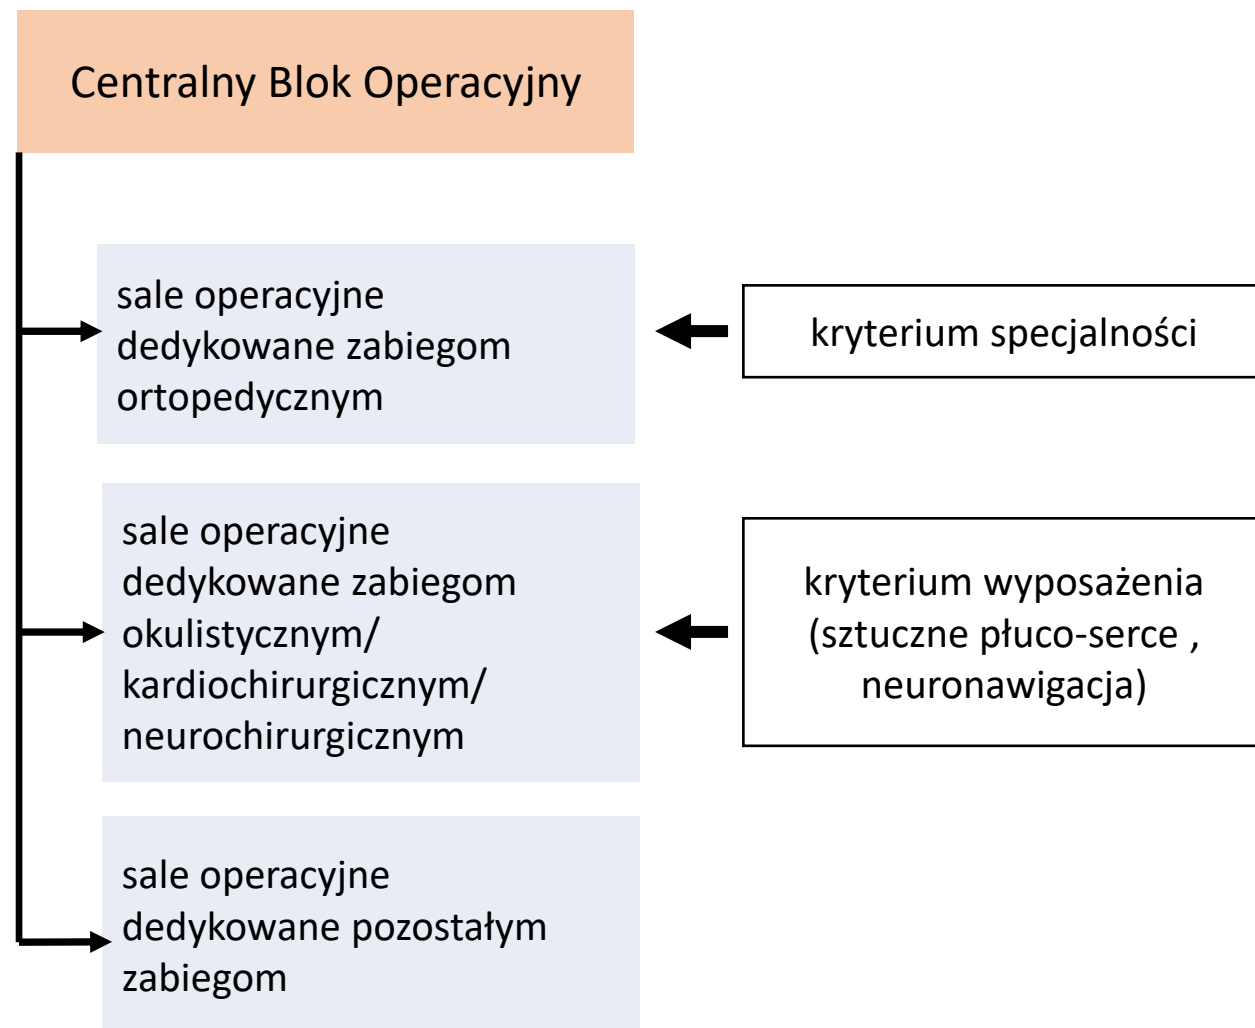 Centralny Blok Operacyjny
sale operacyjne
dedykowane zabiegom
ortopedycznym
kryterium specjalności
sale operacyjne
dedykowane zabiegom
okulistycznym/
kardiochirurgicznym/
neurochirurgicznym
kryterium wyposażenia
(sztuczne płuco-serce ,
neuronawigacja)
sale operacyjne
dedykowane pozostałym
zabiegom